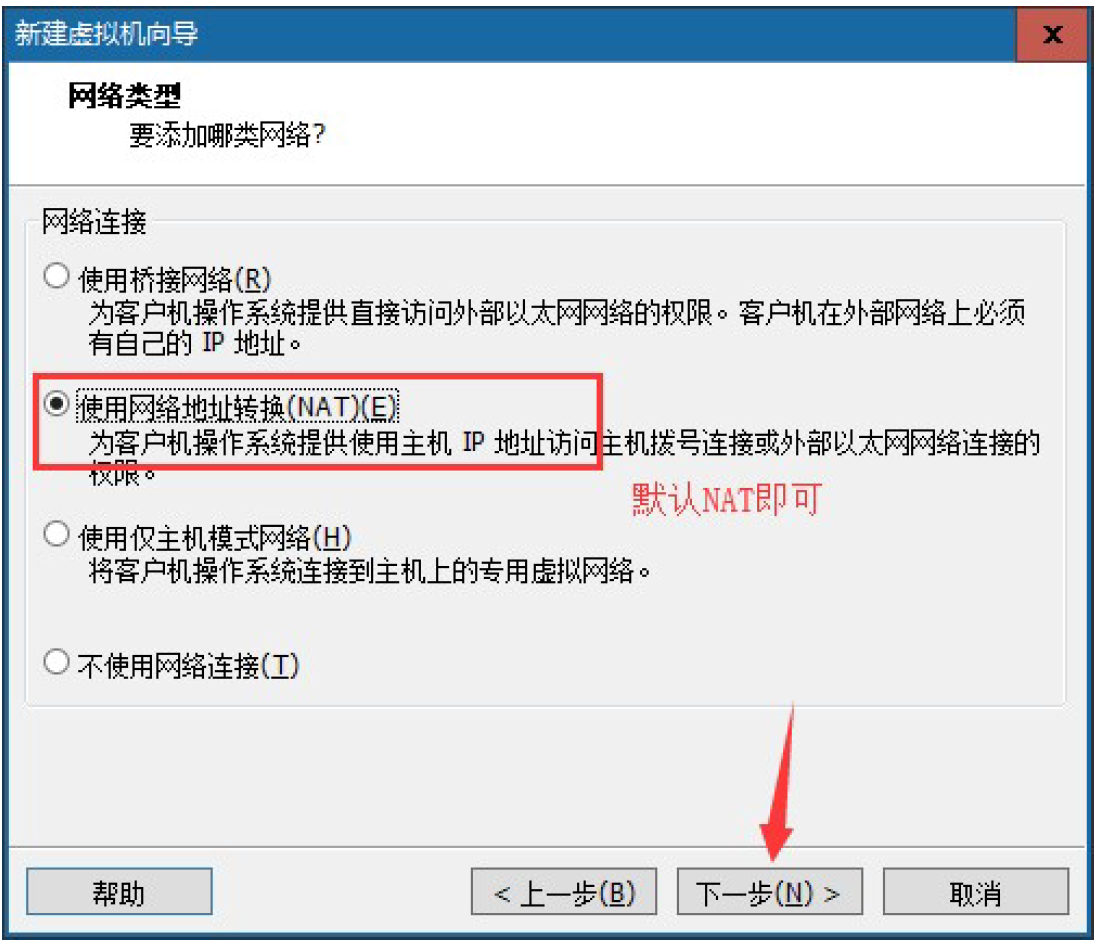 新建虚拟机向导
x
网络类型
要添加哪类网络?
网络连接
使用桥接网络(R)
为客户机操作系统提供直接访问外部以太网网络的权限。客户机在外部网络上必须
有自己的 IP 地址。
使用网络地址转换(NAT)(E)
为客户机操作系统提供使用主机 IP 地址访问主机拨号连接或外部以太网网络连接的
权限。
默认NAT即可
使用仅主机模式网络(H)
将客户机操作系统连接到主机上的专用虚拟网络。
不使用网络连接(T)
帮助
< 上一步(B)
下一步(N) >
取消